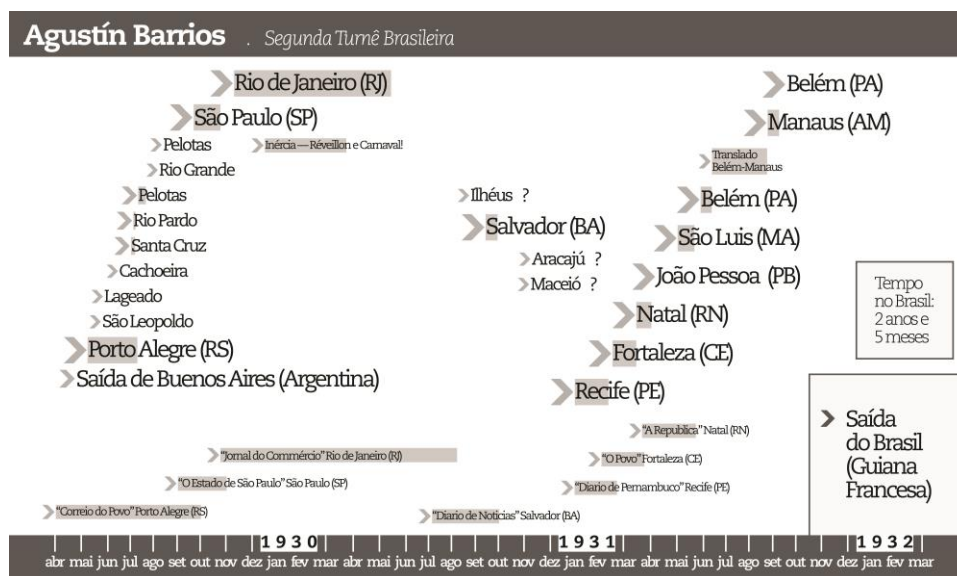 Agustín Barrios . Segunda Turnê Brasileira
Rio de Janeiro (RJ)
São Paulo (SP)
Pelotas
Inércia — Réveillon e Carnaval!
Rio Grande
Pelotas
Rio Pardo
Santa Cruz
Cachoeira
Lageado
São Leopoldo
Porto Alegre (RS)
Saída de Buenos Aires (Argentina)
Ilhéus ?
Salvador (BA)
Aracajú ?
Maceió ?
Belém (PA)
Manaus (AM)
Translado
Belém-Manaus
Belém (PA)
São Luis (MA)
João Pessoa (PB)
Natal (RN)
Fortaleza (CE)
Recife (PE)
Tempo
no Brasil:
2 anos e
5 meses
"A Republica" Natal (RN)
"O Povo" Fortaleza (CE)
"Diario de Pernambuco" Recife (PE)
"Jornal do Commércio" Rio de Janeiro (RJ)
"O Estado de São Paulo" São Paulo (SP)
"Correio do Povo" Porto Alegre (RS)
"Diario de Noticias" Salvador (BA)
Saída
do Brasil
(Guiana
Francesa)
1930 1931 1932
abr mai jun jul ago set out nov dez jan fev mar abr mai jun jul ago set out nov dez jan fev mar abr mai jun jul ago set out nov dez jan fev mar